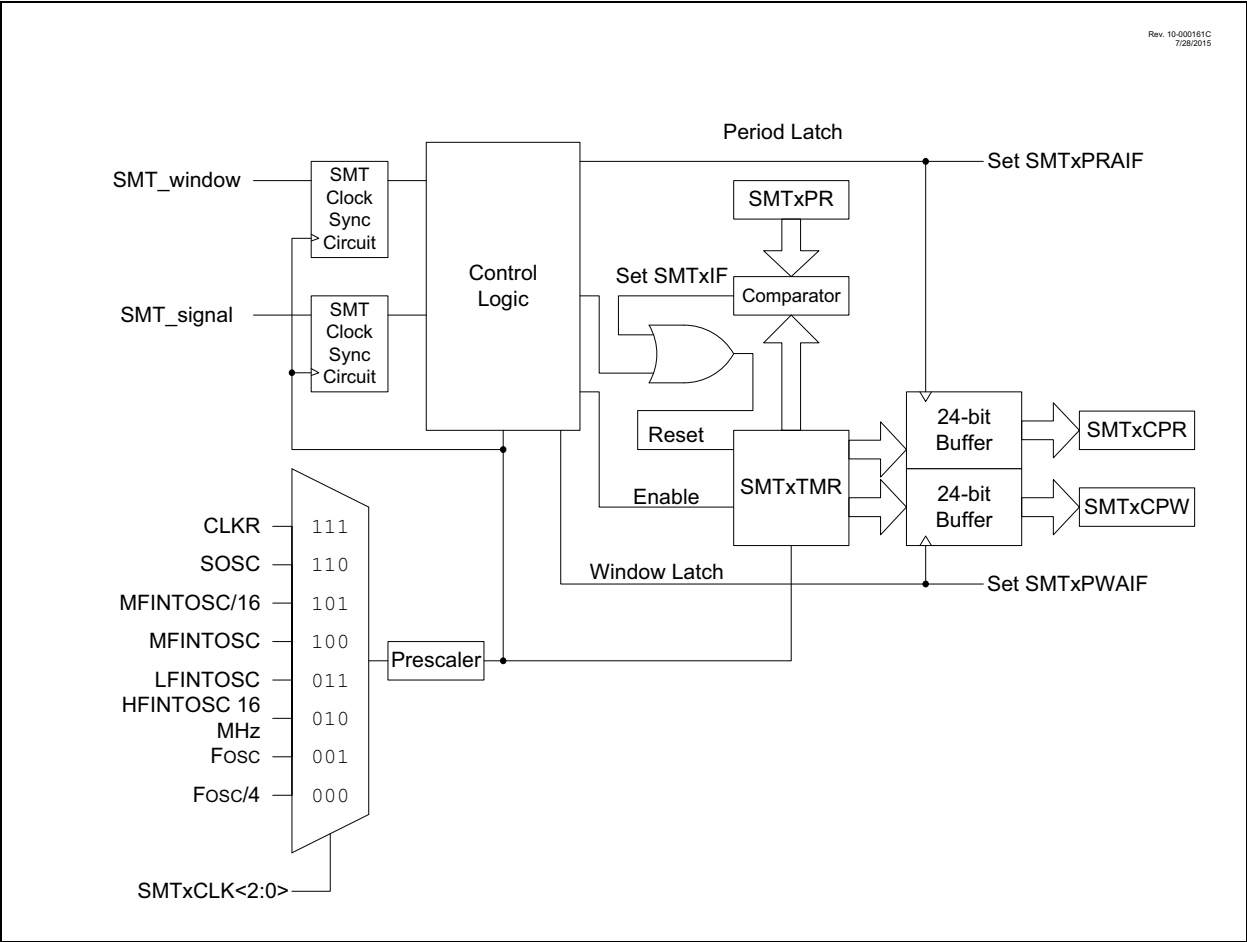 Rev. 10-000161C
7/28/2015
Period Latch
Set SMTxPRAIF
SMT_window
SMT
Clock
Sync
Circuit
SMTxPR
Control
Logic
Set SMTxIF
Comparator
SMT_signal
SMT
Clock
Sync
Circuit
24-bit
Buffer
SMTxCPR
Reset
SMTxTMR
Enable
24-bit
Buffer
SMTxCPW
Window Latch
Set SMTxPWAIF
CLKR
111
SOSC
110
MFINTOSC/16
101
MFINTOSC
100
Prescaler
LFINTOSC
011
HFINTOSC 16
MHz
010
FOSC
001
FOSC/4
000
SMTxCLK<2:0>